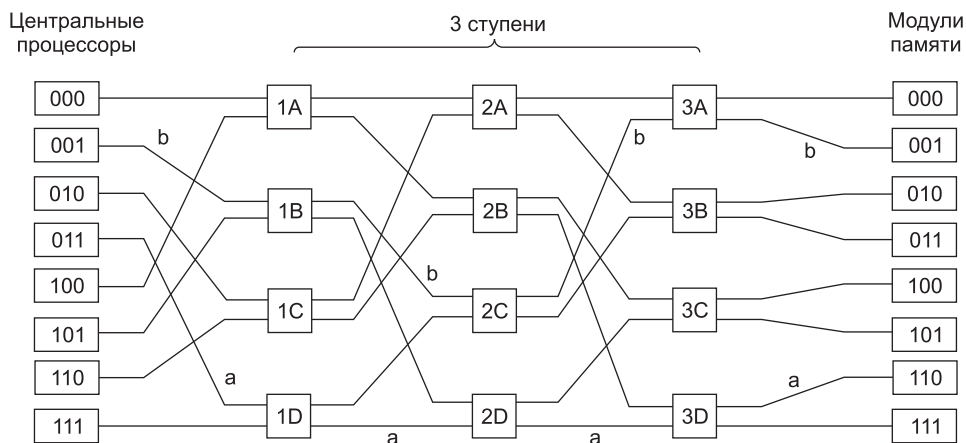 Центральные
процессоры
3 ступени
Модули
памяти
000
1A
2A
3A
000
001
b
b
b
001
010
1B
2B
3B
010
011
011
100
b
100
1C
2C
3C
101
101
110
a
a
110
111
1D
2D
3D
111
a
a